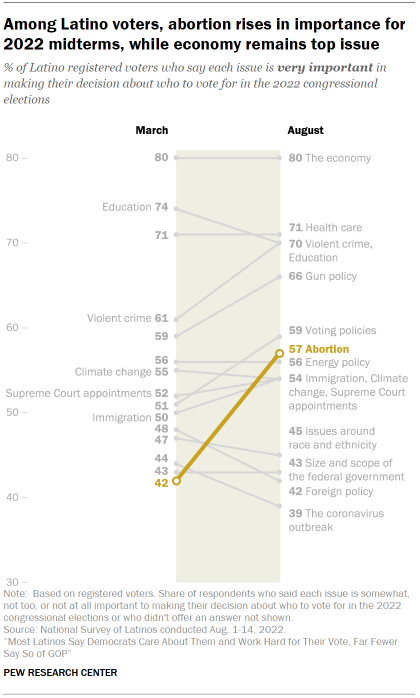 Among Latino voters, abortion rises in importance for
2022 midterms, while economy remains top issue
% of Latino registered voters who say each issue is very important in
making their decision about who to vote for in the 2022 congressional
elections
March
August
80
80
80 The economy
Education 74
71
71 Health care
70
70 Violent crime,
Education
66 Gun policy
Violent crime 61
60
59
59 Voting policies
57 Abortion
56
56 Energy policy
Climate change 55
54 Immigration, Climate
change, Supreme Court
appointments
Supreme Court appointments 52
51
50
Immigration 50
48
47
45 Issues around
race and ethnicity
44
43
43 Size and scope of
the federal government
42
42 Foreign policy
40
39 The coronavirus
outbreak
30
Note:  Based on registered voters. Share of respondents who said each issue is somewhat,
not too, or not at all important to making their decision about who to vote for in the 2022
congressional elections or who didn't offer an answer not shown.
Source: National Survey of Latinos conducted Aug. 1-14, 2022.
"Most Latinos Say Democrats Care About Them and Work Hard for Their Vote, Far Fewer
Say So of GOP"
PEW RESEARCH CENTER